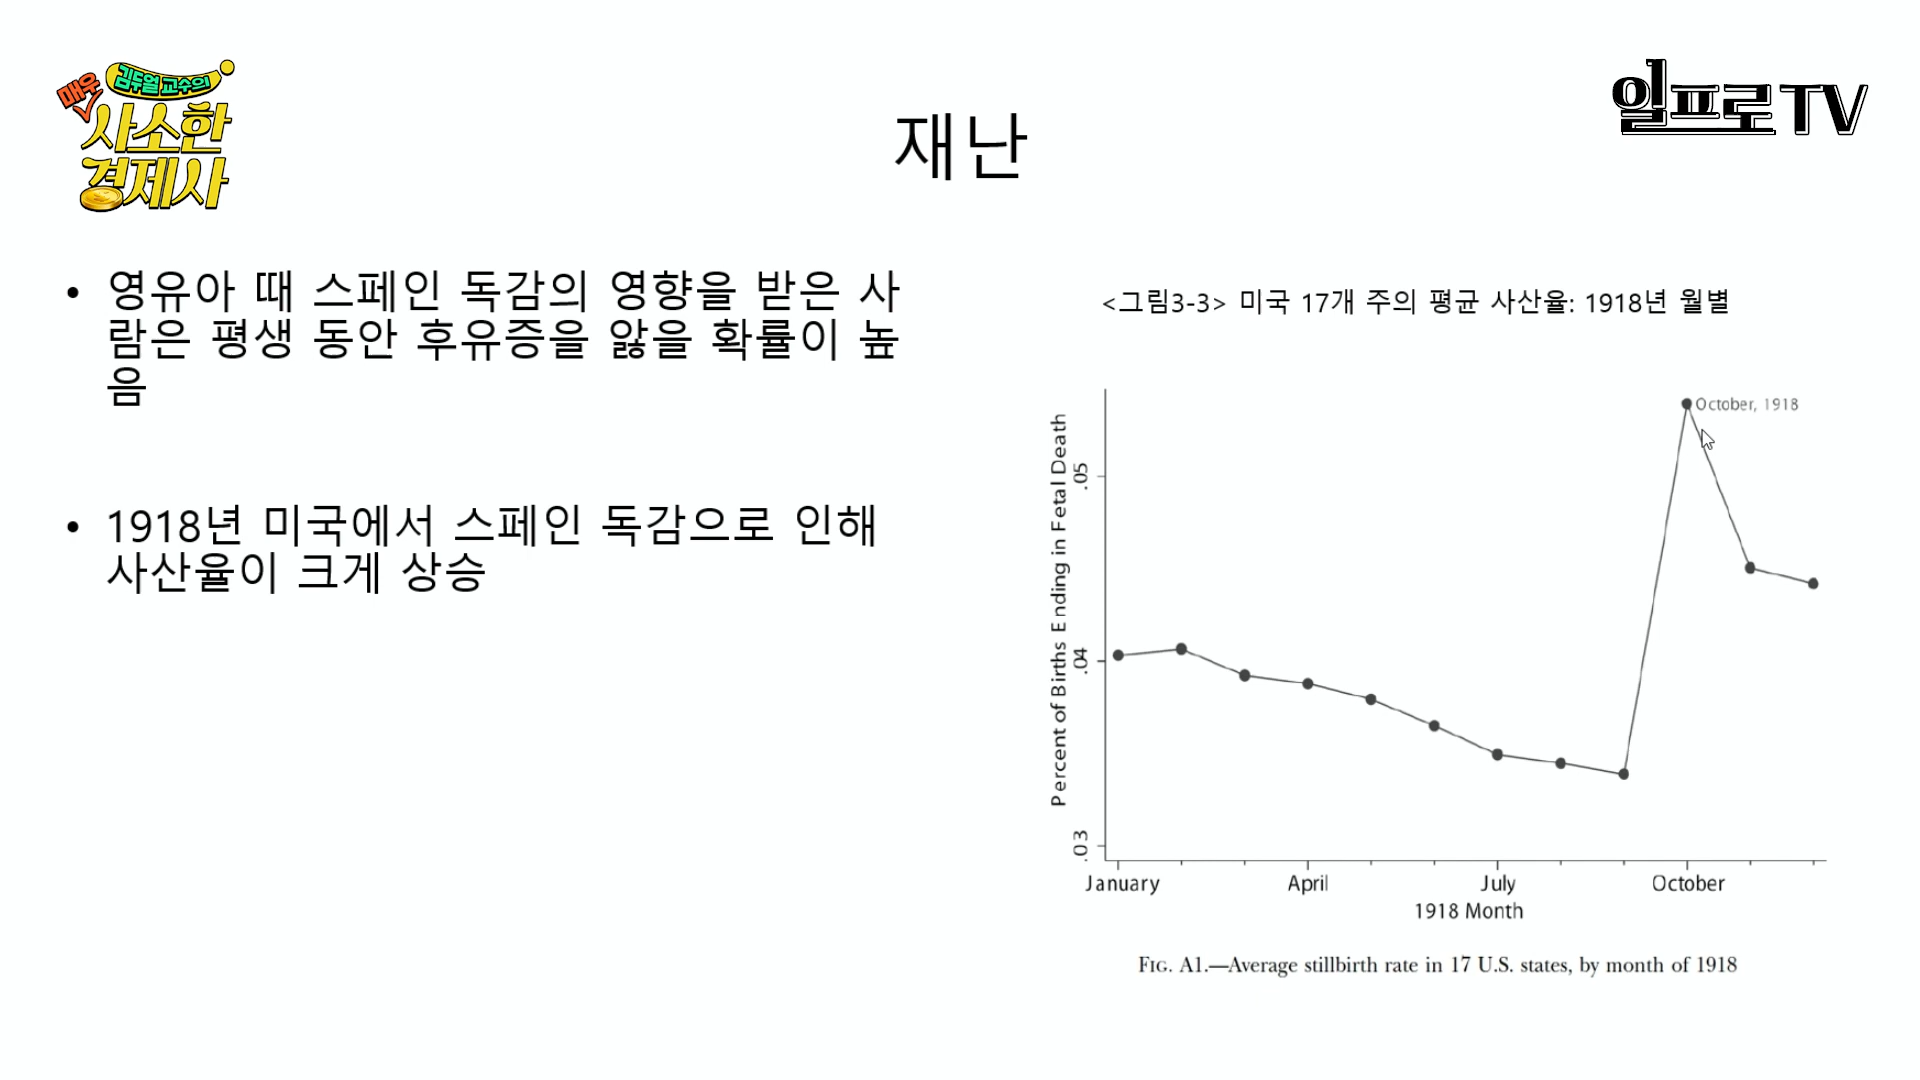 매우
김두얼 교수의
사소한
경제사
일프로 TV
재난
• 영유아 때 스페인 독감의 영향을 받은 사
람은 평생 동안 후유증을 앓을 확률이 높
음
• 1918년 미국에서 스페인 독감으로 인해
사산율이 크게 상승
<그림3-3> 미국 17개 주의 평균 사산율: 1918년 월별
October, 1918
Percent of Births Ending in Fetal Death
.05
.04
.03
January April July October
1918 Month
FIG. A1.—Average stillbirth rate in 17 U.S. states, by month of 1918